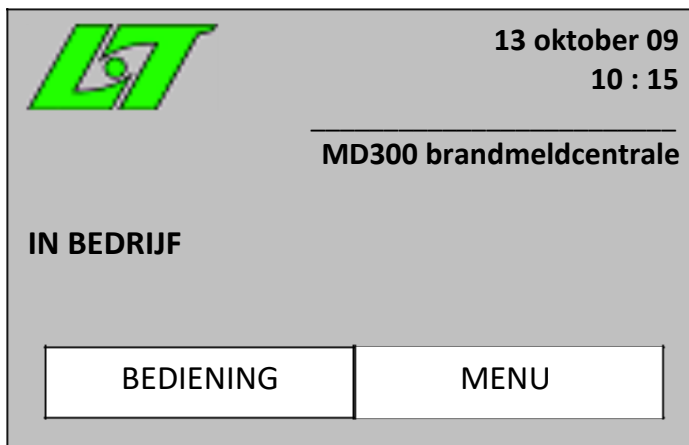 13 oktober 09
10 : 15
MD300 brandmeldcentrale
IN BEDRIJF
BEDIENING MENU